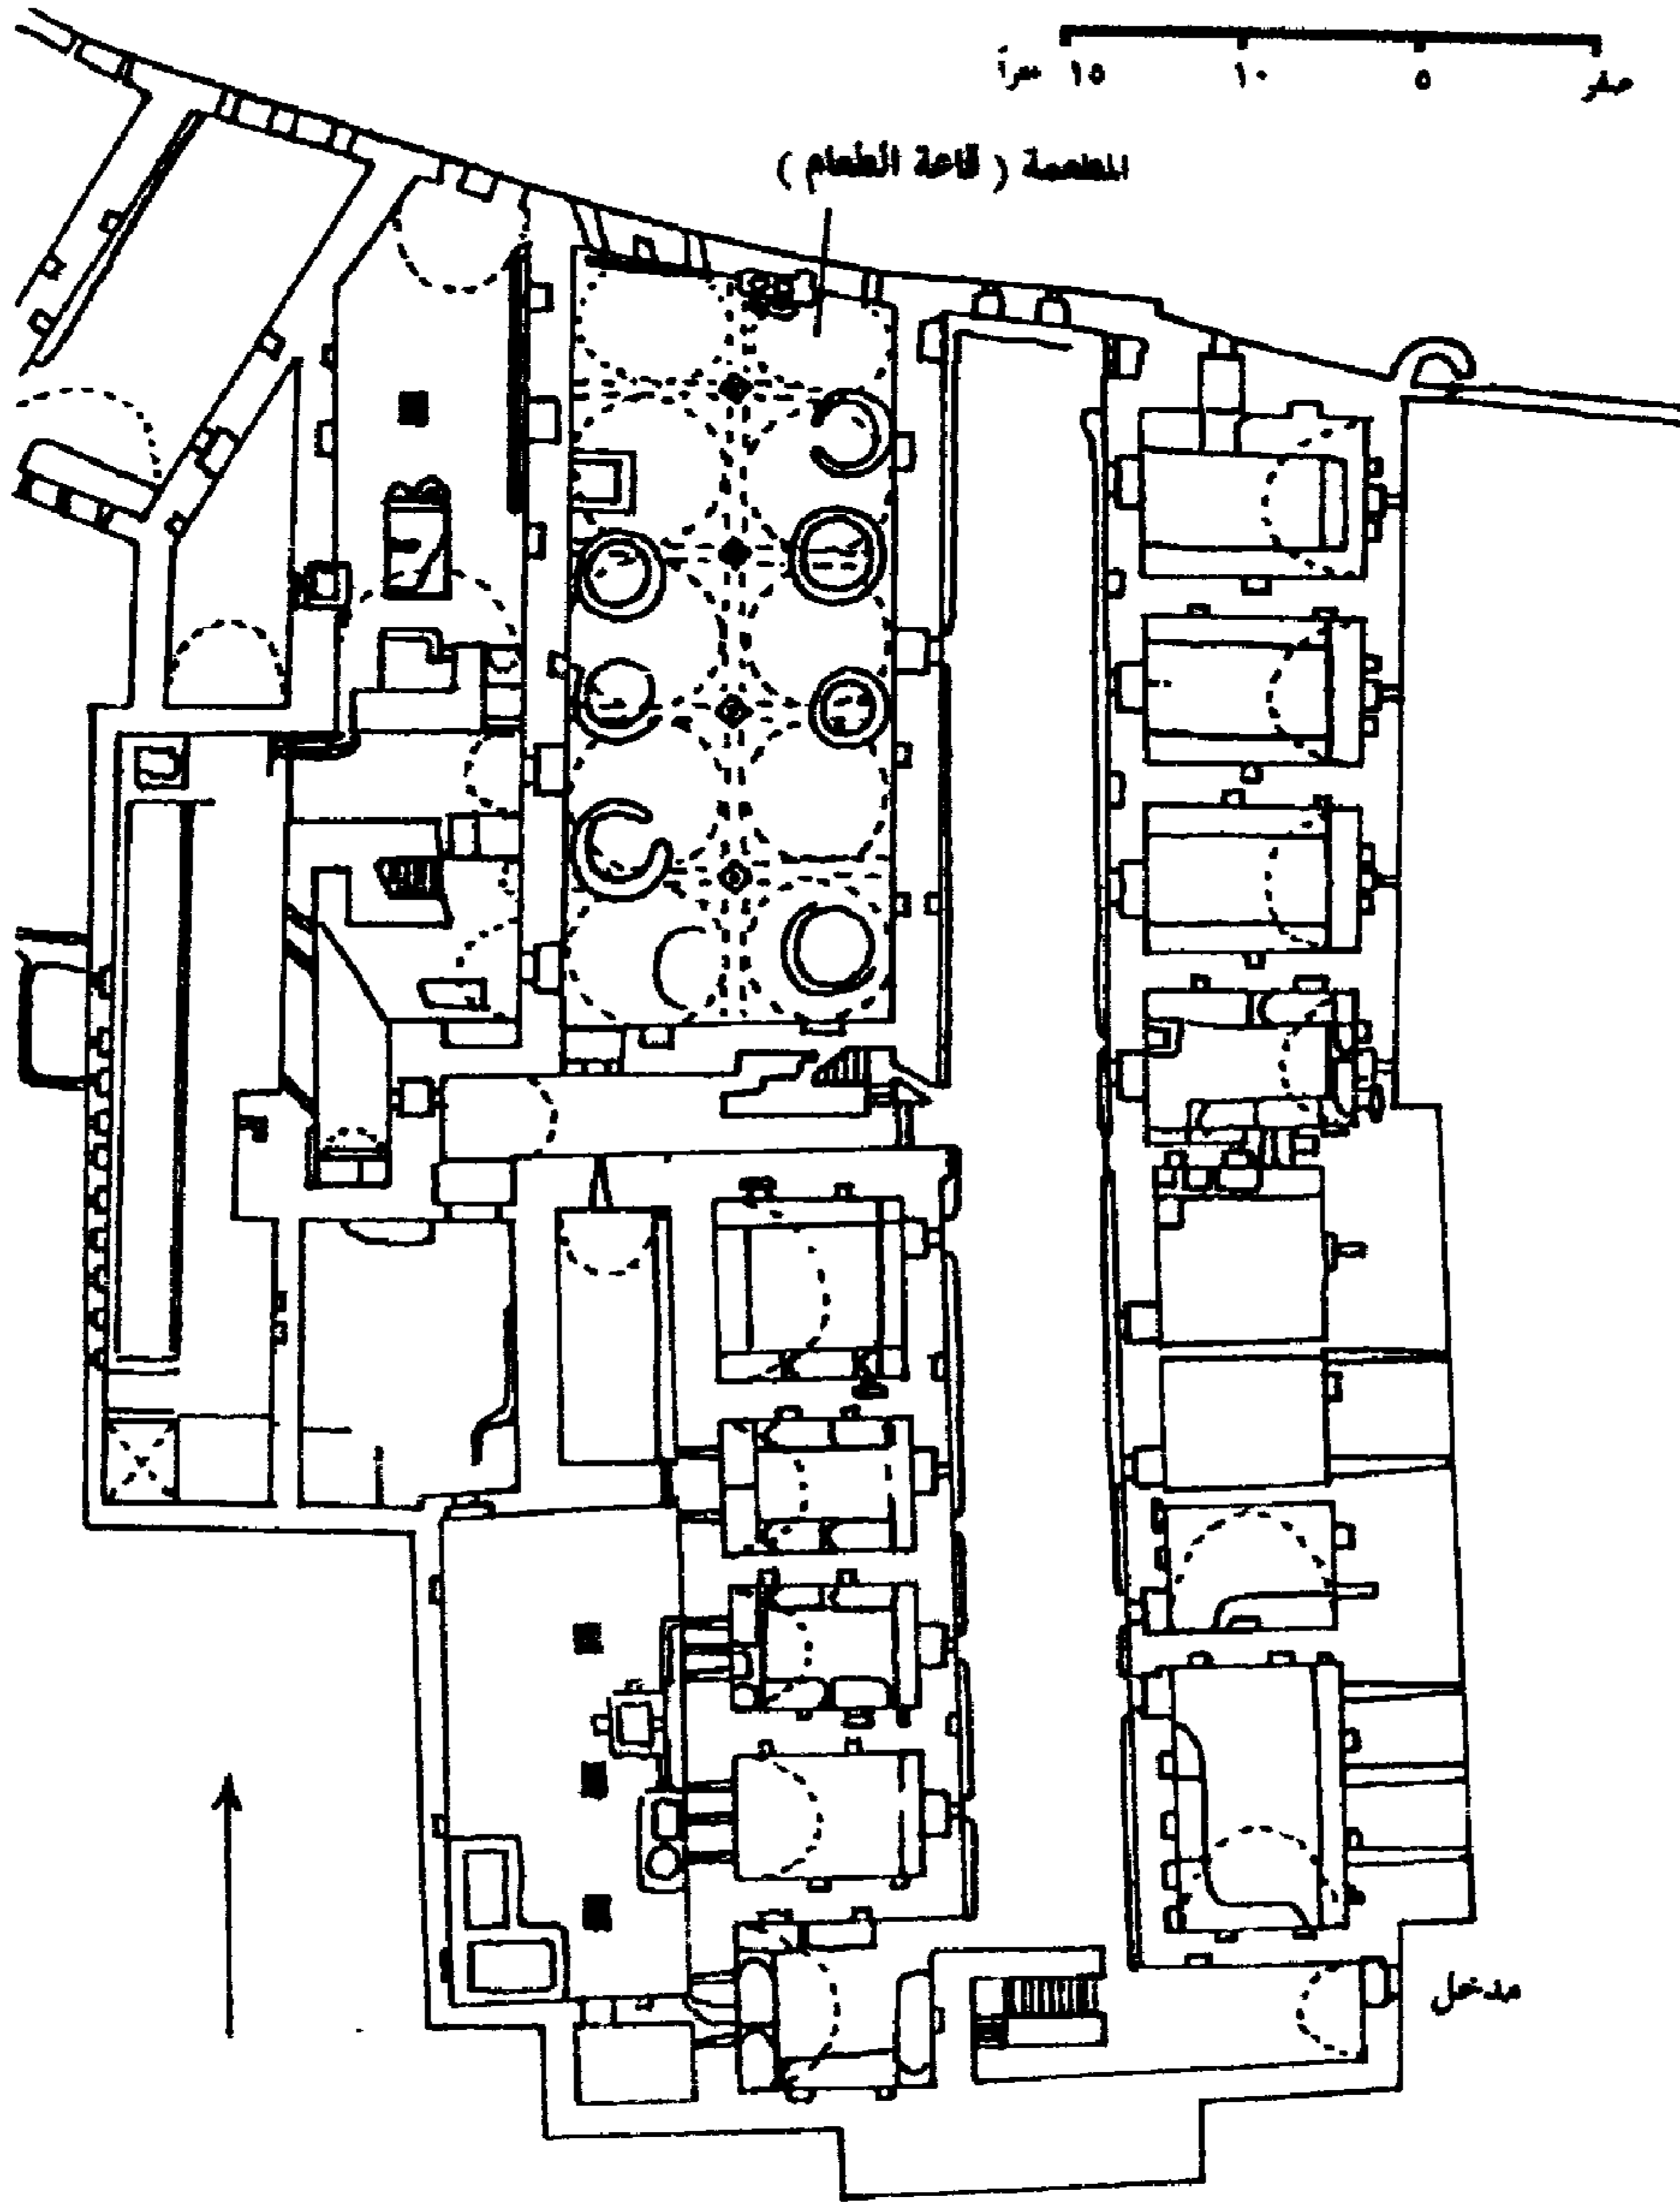 صفر ٥ ١٠ ١٥ متراً
المطعمة ( قاعة الطعام )
مدخل